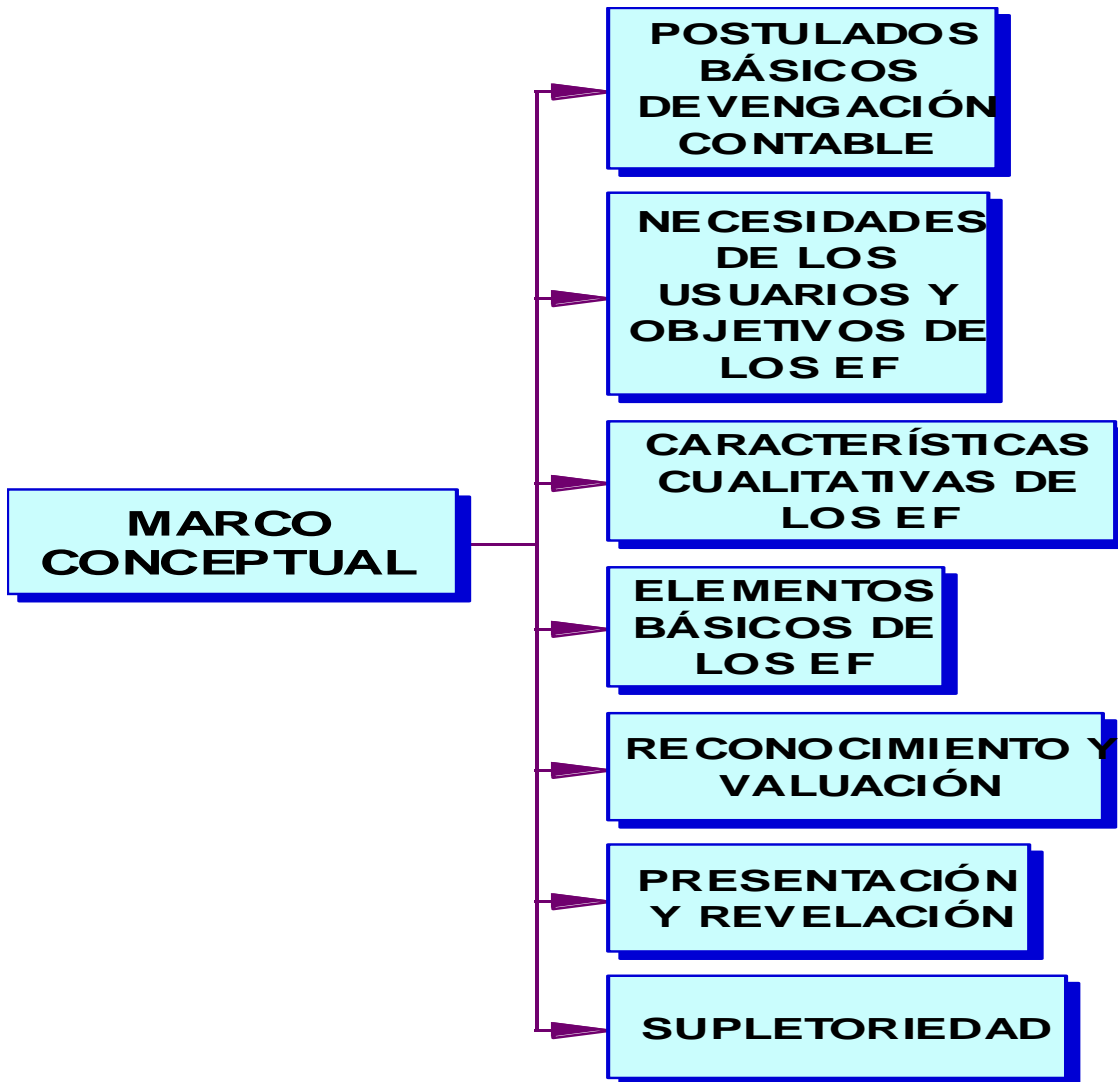 POSTULADOS
BÁSICOS
DEVENGACIÓN
CONTABLE
NECESIDADES
DE LOS
USUARIOS Y
OBJETIVOS DE
LOS EF
CARACTERÍSTICAS
CUALITATIVAS DE
LOS EF
MARCO
CONCEPTUAL
ELEMENTOS
BÁSICOS DE
LOS EF
RECONOCIMIENTO Y
VALUACIÓN
PRESENTACIÓN
Y REVELACIÓN
SUPLETORIEDAD